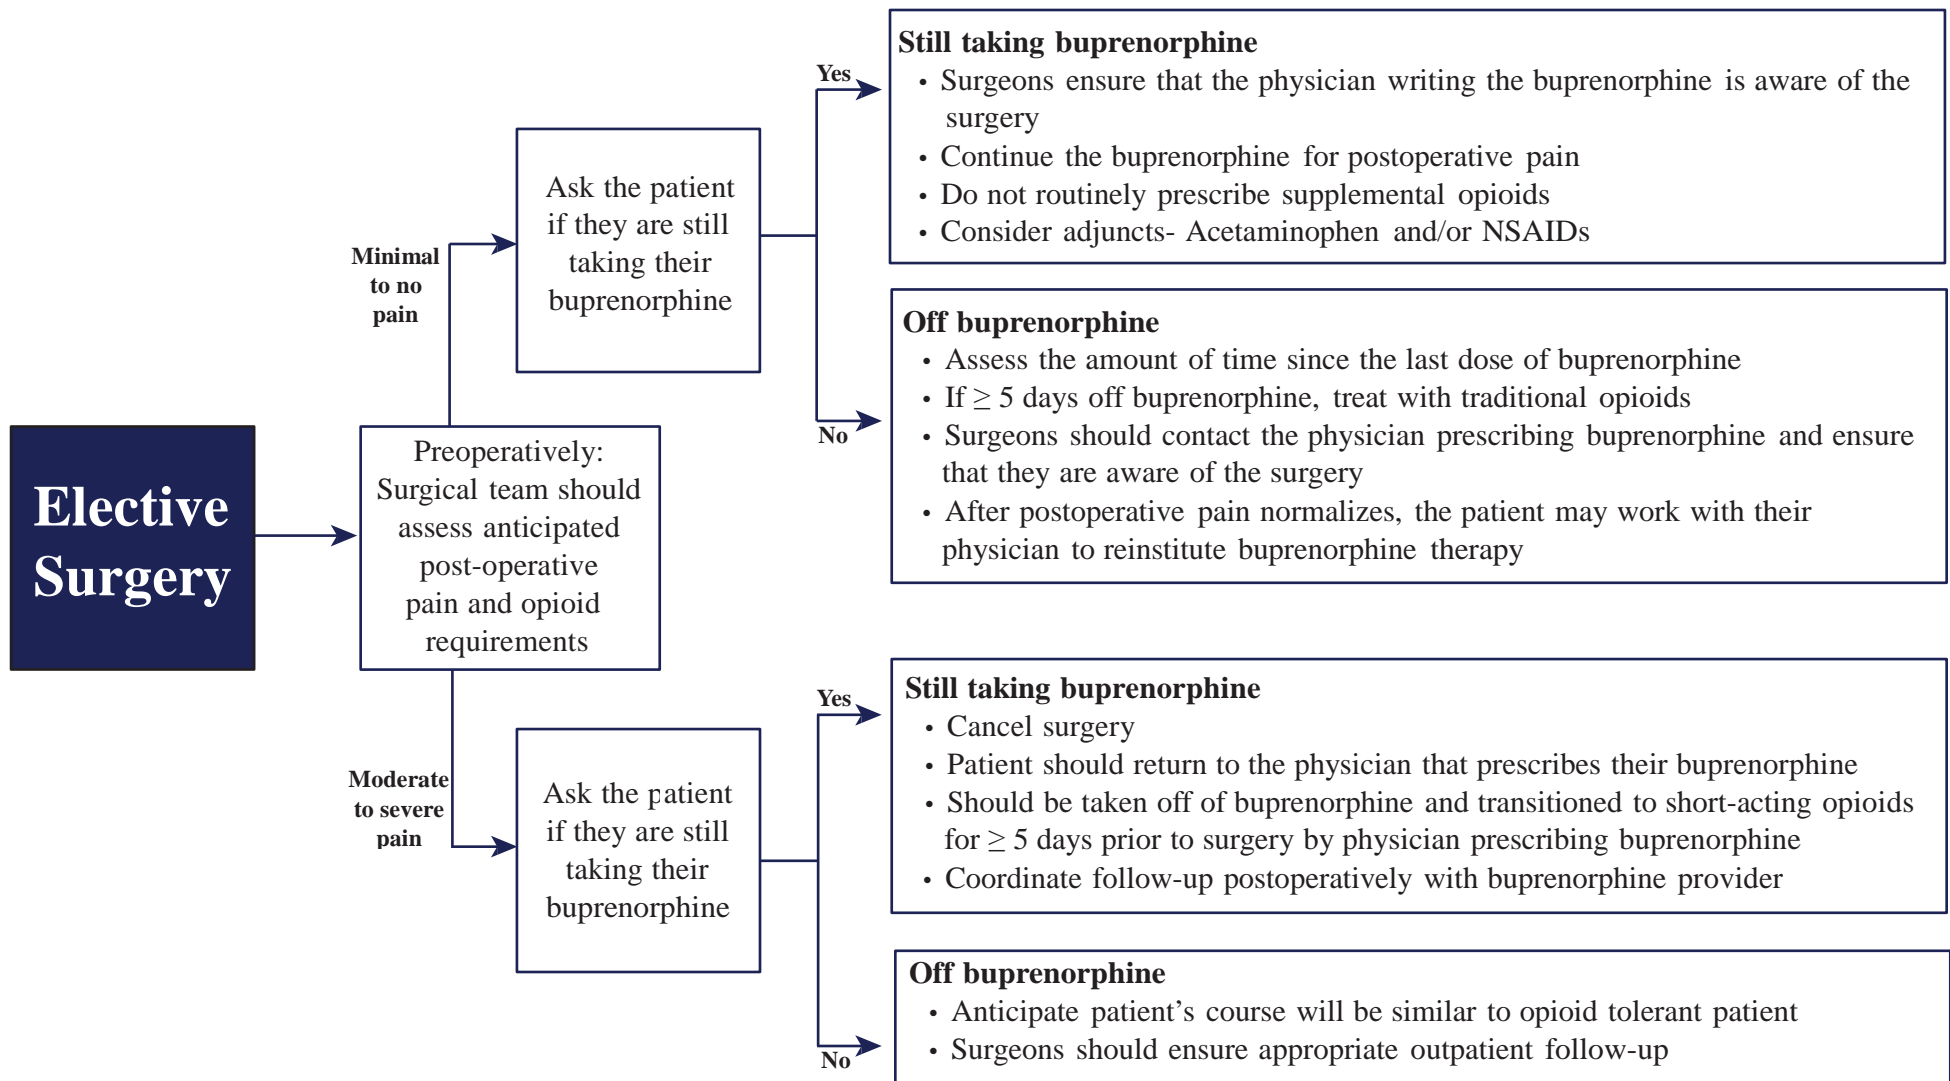 Elective
Surgery
Preoperatively:
Surgical team should
assess anticipated
post-operative
pain and opioid
requirements
Minimal
to no
pain
Ask the patient
if they are still
taking their
buprenorphine
Yes
Still taking buprenorphine
• Surgeons ensure that the physician writing the buprenorphine is aware of the
surgery
• Continue the buprenorphine for postoperative pain
• Do not routinely prescribe supplemental opioids
• Consider adjuncts- Acetaminophen and/or NSAIDs
No
Off buprenorphine
• Assess the amount of time since the last dose of buprenorphine
• If ≥ 5 days off buprenorphine, treat with traditional opioids
• Surgeons should contact the physician prescribing buprenorphine and ensure
that they are aware of the surgery
• After postoperative pain normalizes, the patient may work with their
physician to reinstitute buprenorphine therapy
Moderate
to severe
pain
Ask the patient
if they are still
taking their
buprenorphine
Yes
Still taking buprenorphine
• Cancel surgery
• Patient should return to the physician that prescribes their buprenorphine
• Should be taken off of buprenorphine and transitioned to short-acting opioids
for ≥ 5 days prior to surgery by physician prescribing buprenorphine
• Coordinate follow-up postoperatively with buprenorphine provider
No
Off buprenorphine
• Anticipate patient’s course will be similar to opioid tolerant patient
• Surgeons should ensure appropriate outpatient follow-up